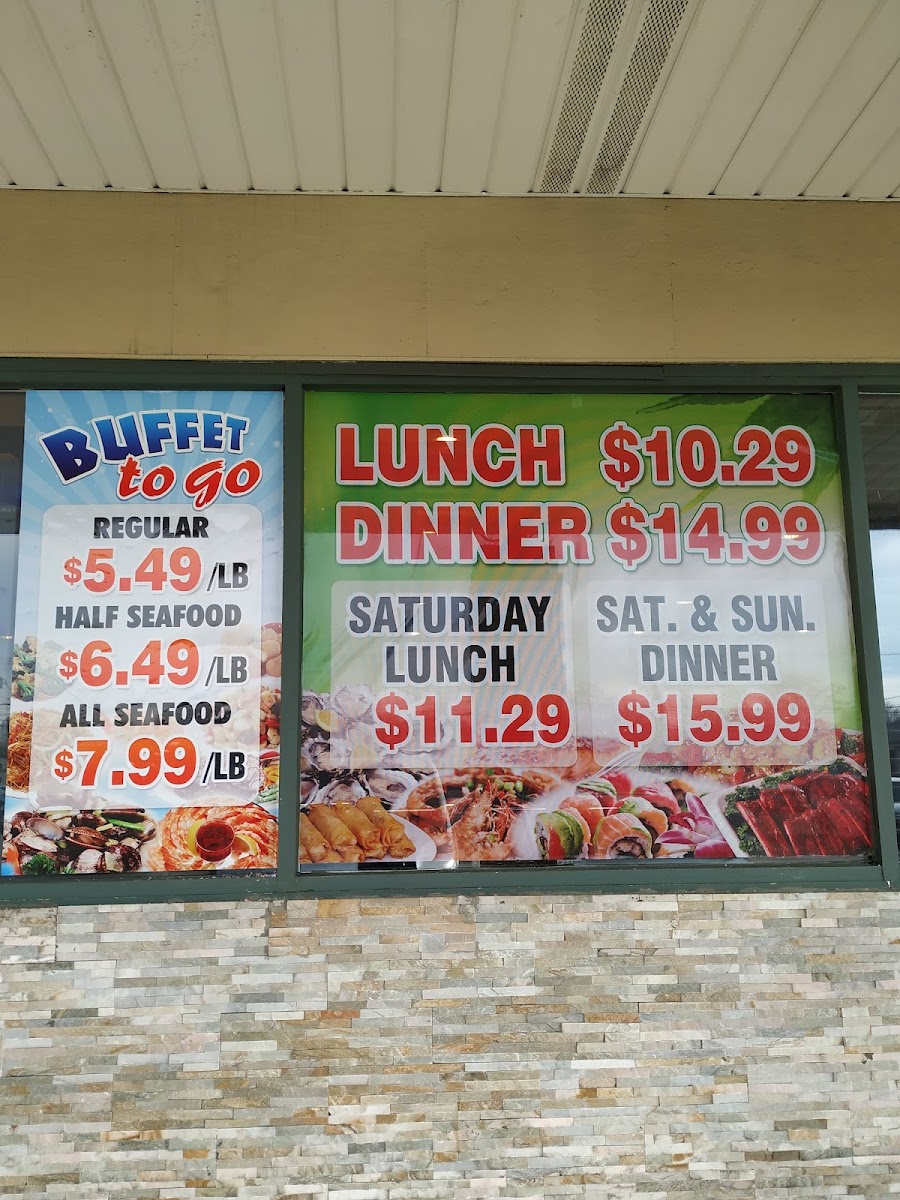 BUFFET
to go
REGULAR
$5.49 /LB
HALF SEAFOOD
$6.49 /LB
ALL SEAFOOD
$7.99 /LB
LUNCH $10.29
DINNER $14.99
SATURDAY
LUNCH
$11.29
SAT. & SUN.
DINNER
$15.99